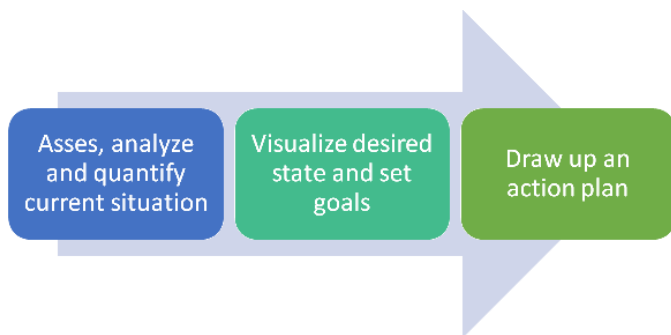 Asses, analyze
and quantify
current situation
Visualize desired
state and set
goals
Draw up an
action plan